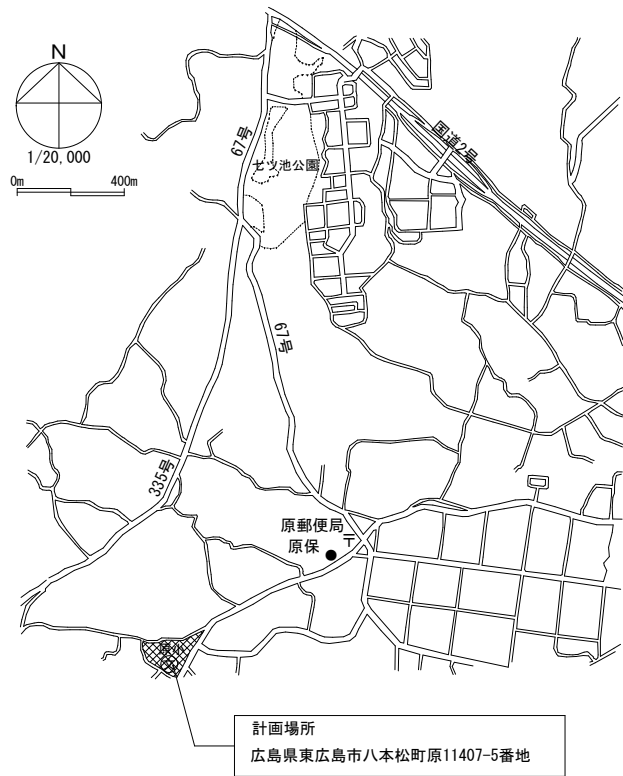 N
1/20,000
0m
400m
67号
国道2号
七ツ池公園
67号
335号
原郵便局
〒
原保
計画場所
広島県東広島市八本松町原11407-5番地